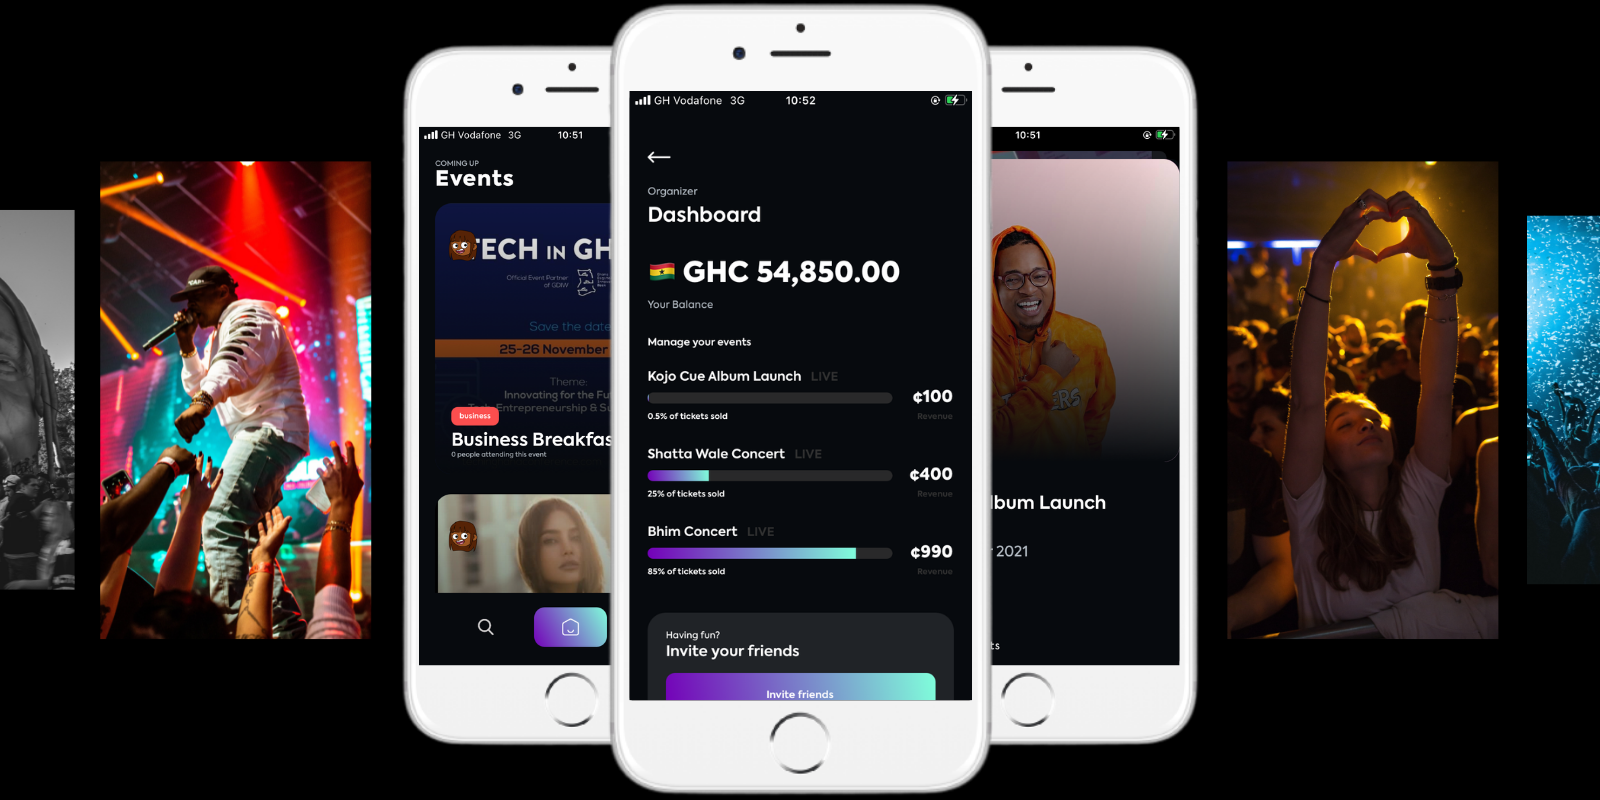 GH Vodafone 3G 10:51
COMING UP
Events
TECH IN GH
Official Event Partner
of GDIW
Save the date
25-26 November
Theme:
Innovating for the Fu
Entrepreneurship & Su
business
Business Breakfas
0 people attending this event
GH Vodafone 3G 10:52
Organizer
Dashboard
GHC 54,850.00
Your Balance
Manage your events
Kojo Cue Album Launch LIVE
¢100
0.5% of tickets sold Revenue
Shatta Wale Concert LIVE
¢400
25% of tickets sold Revenue
Bhim Concert LIVE
¢990
85% of tickets sold Revenue
Having fun?
Invite your friends
Invite friends
10:51
ERS
lbum Launch
2021
ts